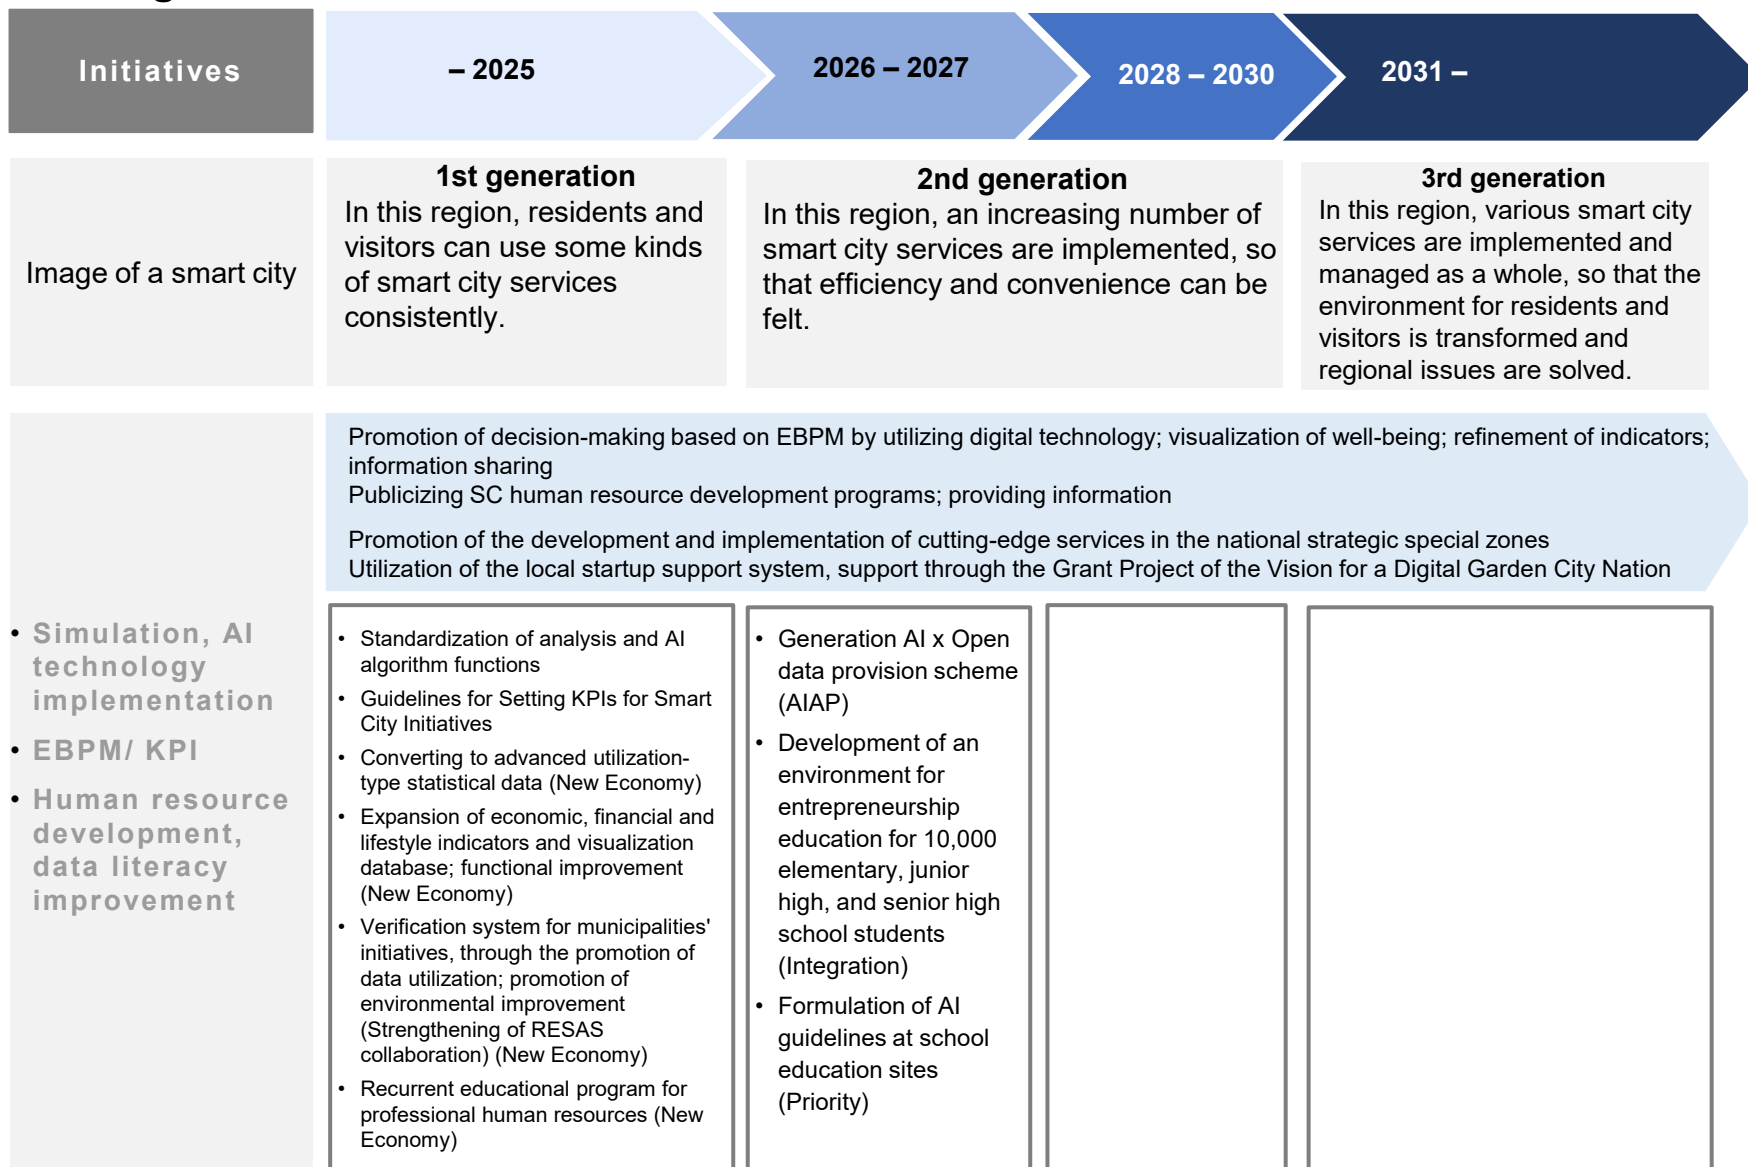 Initiatives
– 2025
2026 – 2027
2028 – 2030
2031 –
Image of a smart city
1st generation
In this region, residents and
visitors can use some kinds
of smart city services
consistently.
2nd generation
In this region, an increasing number of
smart city services are implemented, so
that efficiency and convenience can be
felt.
3rd generation
In this region, various smart city
services are implemented and
managed as a whole, so that the
environment for residents and
visitors is transformed and
regional issues are solved.
Promotion of decision-making based on EBPM by utilizing digital technology; visualization of well-being; refinement of indicators;
information sharing
Publicizing SC human resource development programs; providing information
Promotion of the development and implementation of cutting-edge services in the national strategic special zones
Utilization of the local startup support system, support through the Grant Project of the Vision for a Digital Garden City Nation
• Simulation, AI
technology
implementation
• EBPM/ KPI
• Human resource
development,
data literacy
improvement
• Standardization of analysis and AI
algorithm functions
• Guidelines for Setting KPIs for Smart
City Initiatives
• Converting to advanced utilization-
type statistical data (New Economy)
• Expansion of economic, financial and
lifestyle indicators and visualization
database; functional improvement
(New Economy)
• Verification system for municipalities'
initiatives, through the promotion of
data utilization; promotion of
environmental improvement
(Strengthening of RESAS
collaboration) (New Economy)
• Recurrent educational program for
professional human resources (New
Economy)
• Generation AI x Open
data provision scheme
(AIAP)
• Development of an
environment for
entrepreneurship
education for 10,000
elementary, junior
high, and senior high
school students
(Integration)
• Formulation of AI
guidelines at school
education sites
(Priority)